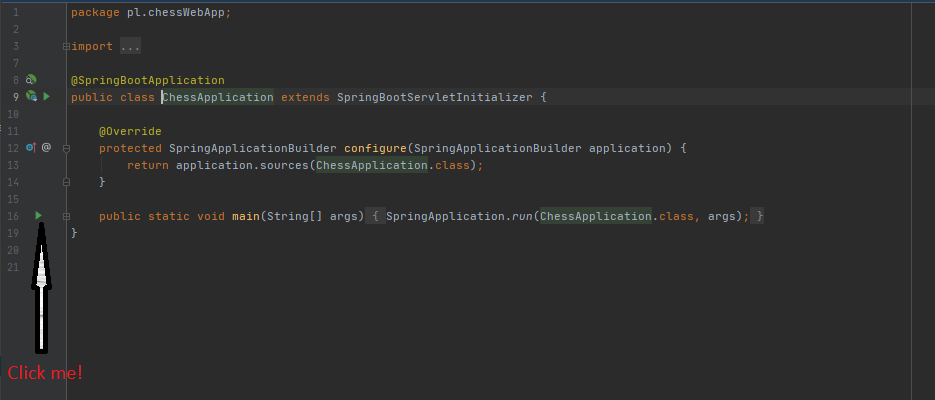 1 package pl.chessWebApp;
2
3 import ...
7
8 @SpringBootApplication
9 public class ChessApplication extends SpringBootServletInitializer {
10
11 @Override
12 @ protected SpringApplicationBuilder configure(SpringApplicationBuilder application) {
13 return application.sources(ChessApplication.class);
14 }
15
16 public static void main(String[] args) { SpringApplication.run(ChessApplication.class, args); }
19 }
20
21
Click me!